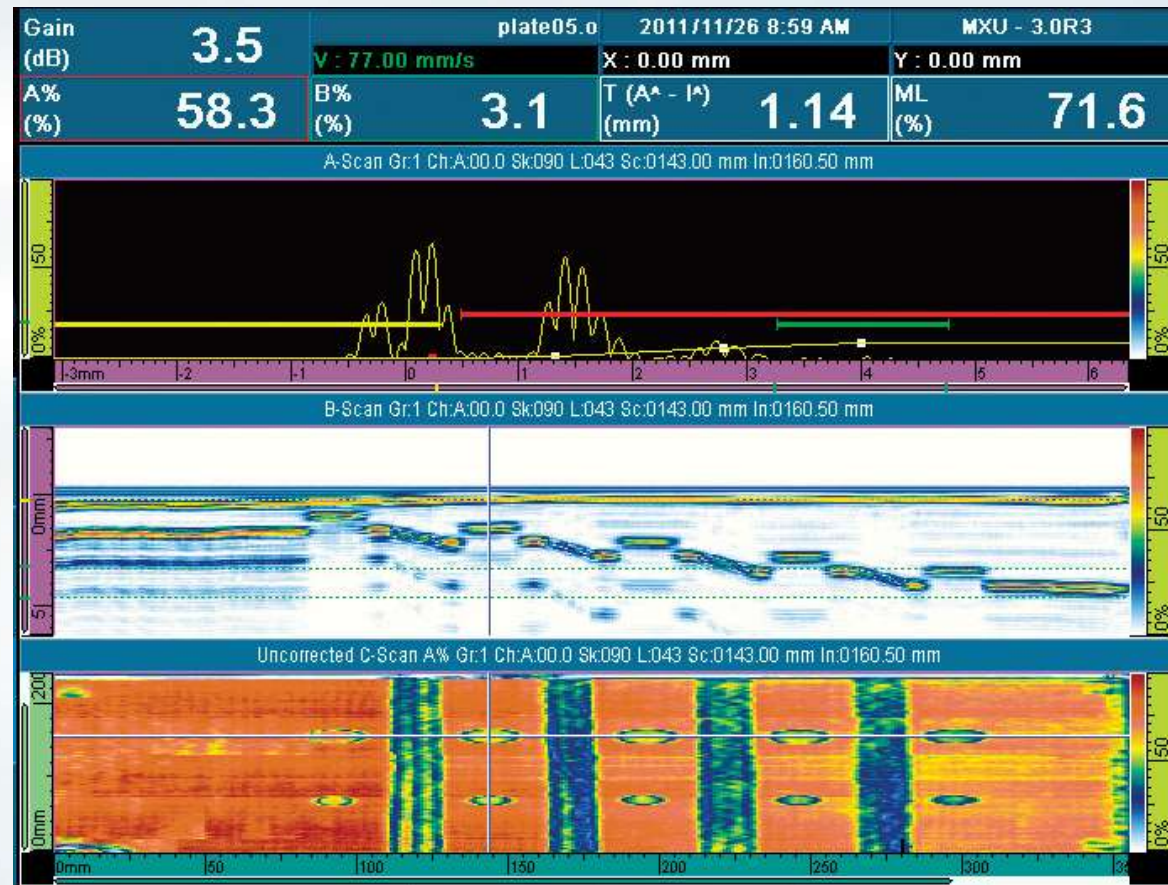 Gain (dB) 3.5 plate05.o 2011/11/26 8:59 AM MXU - 3.0R3
V : 77.00 mm/s X : 0.00 mm Y : 0.00 mm
A% (%) 58.3 B% (%) 3.1 T (A^ - I^) (mm) 1.14 ML (%) 71.6
A-Scan Gr:1 Ch:A:00.0 Sk:090 L:043 Sc:0143.00 mm In:0160.50 mm
50
0%
50
0%
-3mm -2 -1 0 1 2 3 4 5 6
B-Scan Gr:1 Ch:A:00.0 Sk:090 L:043 Sc:0143.00 mm In:0160.50 mm
0mm
5
50
0%
Uncorrected C-Scan A% Gr:1 Ch:A:00.0 Sk:090 L:043 Sc:0143.00 mm In:0160.50 mm
200
0mm
50
0%
0mm 50 100 150 200 250 300